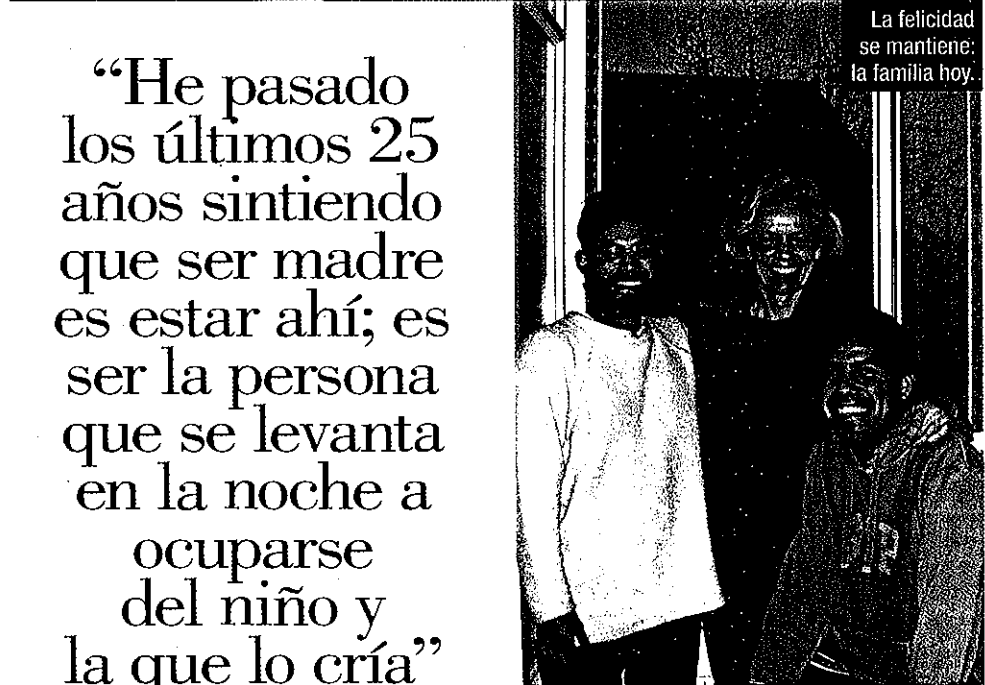 “He pasado
los últimos 25
años sintiendo
que ser madre
es estar ahí; es
ser la persona
que se levanta
en la noche a
ocuparse
del niño y
la que lo cría”
La felicidad
se mantiene:
la familia hoy.